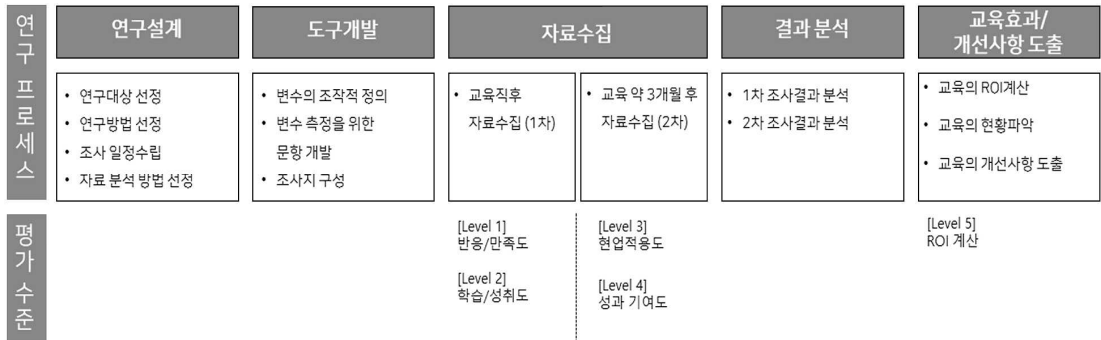 연구 프로세스
연구설계
도구개발
자료수집
결과 분석
교육효과/
개선사항 도출
• 연구대상 선정
• 연구방법 선정
• 조사 일정수립
• 자료 분석 방법 선정
• 변수의 조작적 정의
• 변수 측정을 위한
문항 개발
• 조사지 구성
• 교육직후
자료수집 (1차)
• 교육 약 3개월 후
자료수집 (2차)
• 1차 조사결과 분석
• 2차 조사결과 분석
• 교육의 ROI계산
• 교육의 현황파악
• 교육의 개선사항 도출
평가 수준
[Level 1]
반응/만족도
[Level 2]
학습/성취도
[Level 3]
현업적용도
[Level 4]
성과 기여도
[Level 5]
ROI 계산